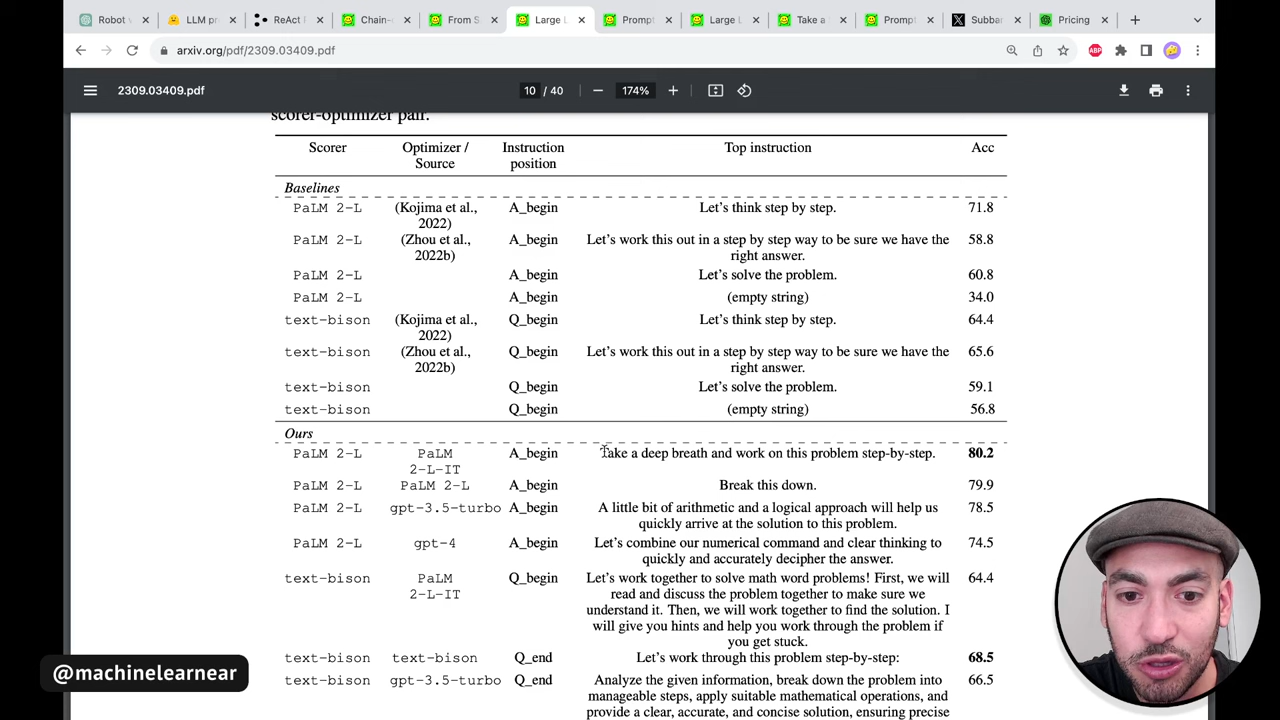 Robot v
LLM pr
ReAct
Chain-
From S
Large L
Prompt
Large L
Take a
Prompt
Subbar
Pricing
arxiv.org/pdf/2309.03409.pdf
ABP
2309.03409.pdf
10 / 40
174%
scorer-optimizer pair.
Scorer Optimizer / Instruction Top instruction Acc
Source position
Baselines
PaLM 2-L (Kojima et al., A_begin Let's think step by step. 71.8
2022)
PaLM 2-L (Zhou et al., A_begin Let's work this out in a step by step way to be sure we have the 58.8
2022b) right answer.
PaLM 2-L A_begin Let's solve the problem. 60.8
PaLM 2-L A_begin (empty string) 34.0
text-bison (Kojima et al., Q_begin Let's think step by step. 64.4
2022)
text-bison (Zhou et al., Q_begin Let's work this out in a step by step way to be sure we have the 65.6
2022b) right answer.
text-bison Q_begin Let's solve the problem. 59.1
text-bison Q_begin (empty string) 56.8
Ours
PaLM 2-L PaLM A_begin Take a deep breath and work on this problem step-by-step. 80.2
2-L-IT
PaLM 2-L PaLM 2-L A_begin Break this down. 79.9
PaLM 2-L gpt-3.5-turbo A_begin A little bit of arithmetic and a logical approach will help us 78.5
quickly arrive at the solution to this problem.
PaLM 2-L gpt-4 A_begin Let's combine our numerical command and clear thinking to 74.5
quickly and accurately decipher the answer.
text-bison PaLM Q_begin Let's work together to solve math word problems! First, we will 64.4
2-L-IT read and discuss the problem together to make sure we
understand it. Then, we will work together to find the solution. I
will give you hints and help you work through the problem if
you get stuck.
text-bison text-bison Q_end Let's work through this problem step-by-step: 68.5
text-bison gpt-3.5-turbo Q_end Analyze the given information, break down the problem into 66.5
manageable steps, apply suitable mathematical operations, and
provide a clear, accurate, and concise solution, ensuring precise
@machinelearnear